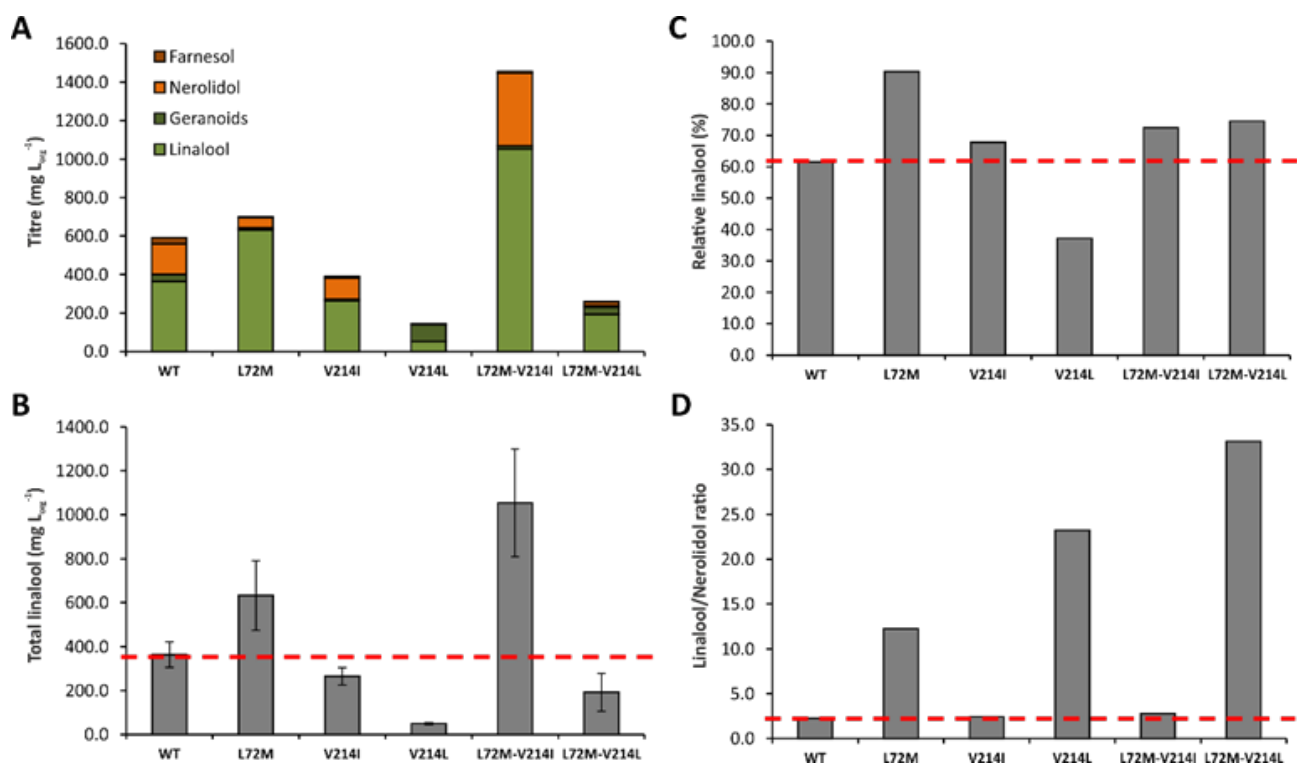 A
Titre (mg Lorg-1)
1600.0
1400.0
1200.0
1000.0
800.0
600.0
400.0
200.0
0.0
Farnesol
Nerolidol
Geranoids
Linalool
WT L72M V214I V214L L72M-V214I L72M-V214L
B
Total linalool (mg Lorg-1)
1400.0
1200.0
1000.0
800.0
600.0
400.0
200.0
0.0
WT L72M V214I V214L L72M-V214I L72M-V214L
C
Relative linalool (%)
100.0
90.0
80.0
70.0
60.0
50.0
40.0
30.0
20.0
10.0
0.0
WT L72M V214I V214L L72M-V214I L72M-V214L
D
Linalool/Nerolidol ratio
35.0
30.0
25.0
20.0
15.0
10.0
5.0
0.0
WT L72M V214I V214L L72M-V214I L72M-V214L